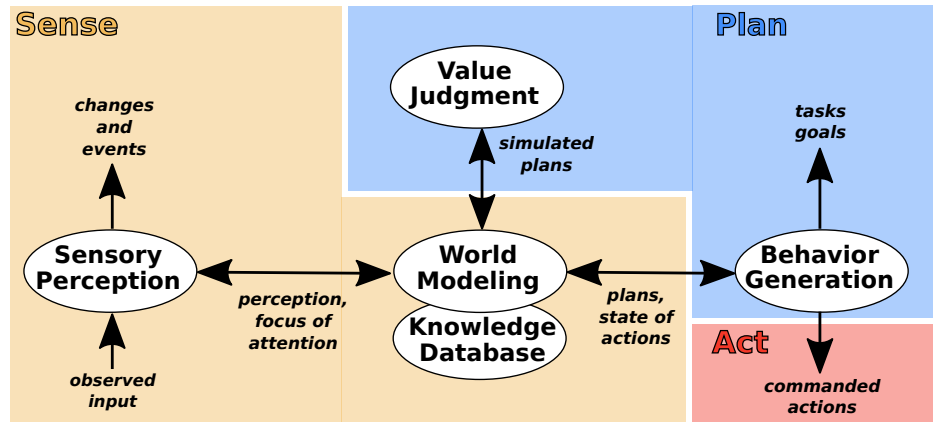 Sense
Plan
Value
Judgment
changes
and
events
tasks
goals
simulated
plans
Sensory
Perception
World
Modeling
Behavior
Generation
perception,
focus of
attention
plans,
state of
actions
Knowledge
Database
Act
observed
input
commanded
actions